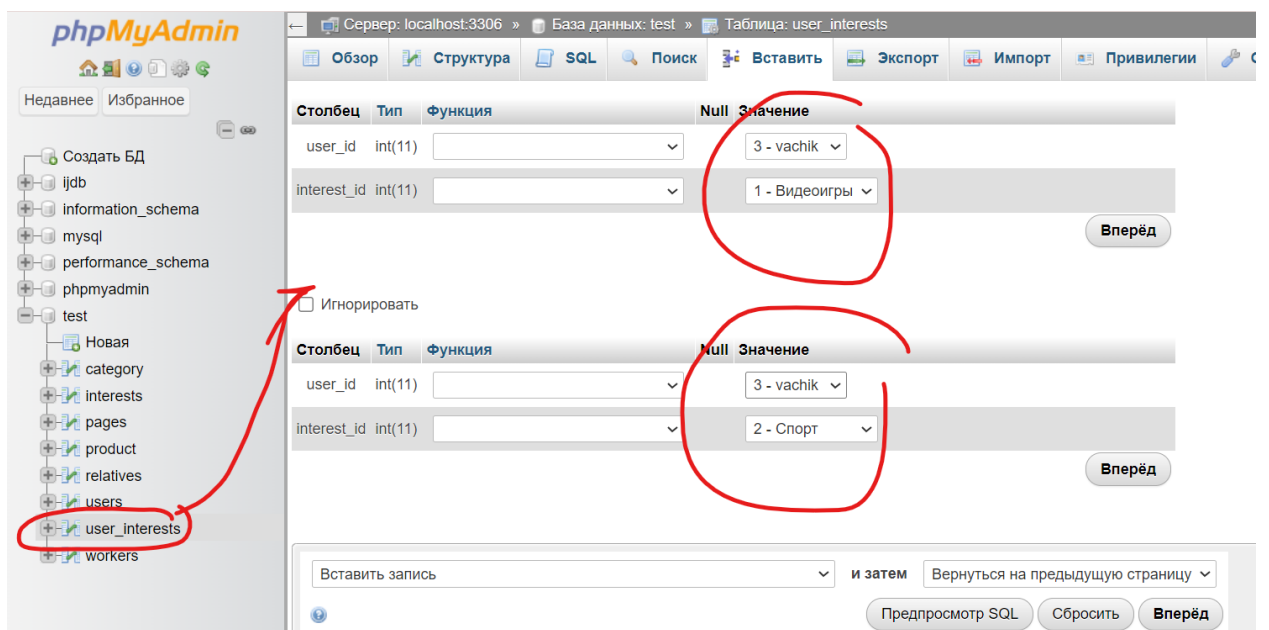 phpMyAdmin
Недавнее Избранное
Создать БД
ijdb
information_schema
mysql
performance_schema
phpmyadmin
test
Новая
category
interests
pages
product
relatives
users
user_interests
workers
← Сервер: localhost:3306 » База данных: test » Таблица: user_interests
Обзор Структура SQL Поиск Вставить Экспорт Импорт Привилегии
Столбец Тип Функция Null Значение
user_id int(11) 3 - vachik
interest_id int(11) 1 - Видеоигры
Вперёд
Игнорировать
Столбец Тип Функция Null Значение
user_id int(11) 3 - vachik
interest_id int(11) 2 - Спорт
Вперёд
Вставить запись и затем Вернуться на предыдущую страницу
Предпросмотр SQL Сбросить Вперёд